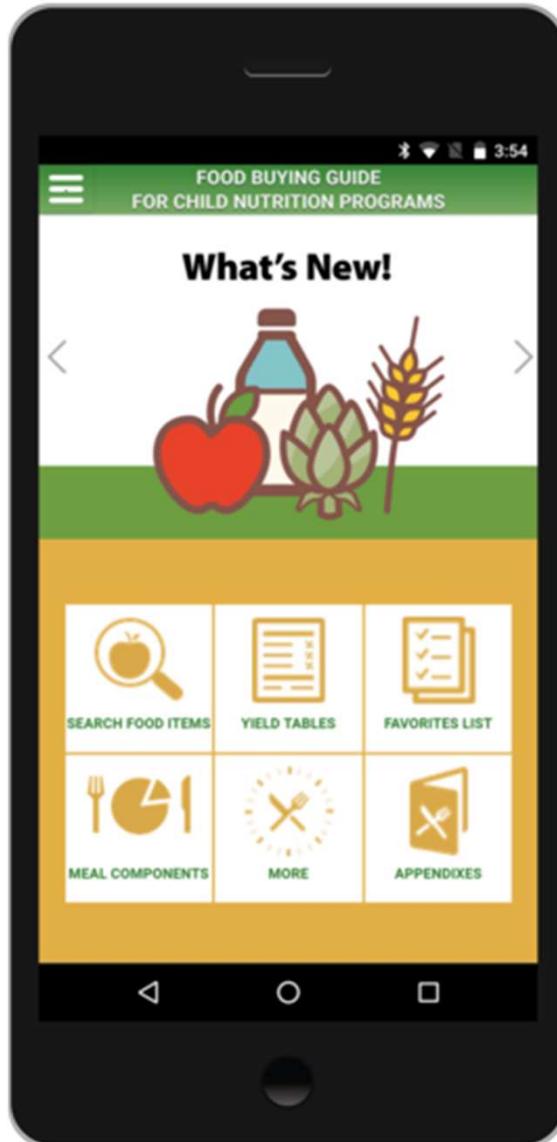 3:54
FOOD BUYING GUIDE
FOR CHILD NUTRITION PROGRAMS
What's New!
SEARCH FOOD ITEMS
YIELD TABLES
FAVORITES LIST
MEAL COMPONENTS
MORE
APPENDIXES